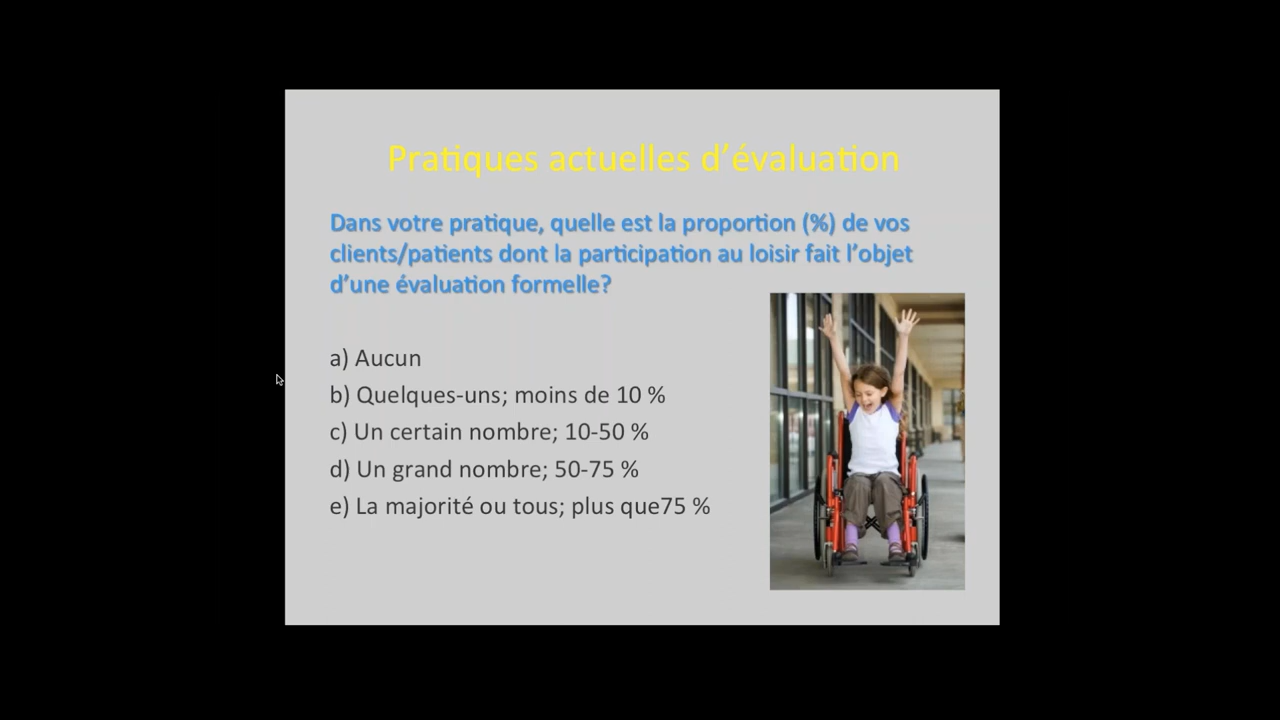 Pratiques actuelles d’évaluation
Dans votre pratique, quelle est la proportion (%) de vos
clients/patients dont la participation au loisir fait l’objet
d’une évaluation formelle?
a) Aucun
b) Quelques-uns; moins de 10 %
c) Un certain nombre; 10-50 %
d) Un grand nombre; 50-75 %
e) La majorité ou tous; plus que75 %